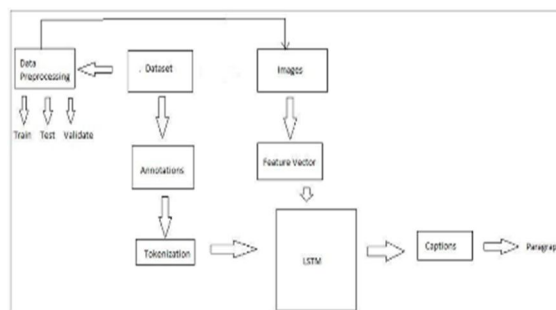 Data
Preprocessing
Dataset
Images
Train Test Validate
Annotations
Feature Vector
Tokenization
LSTM
Captions
Paragrap